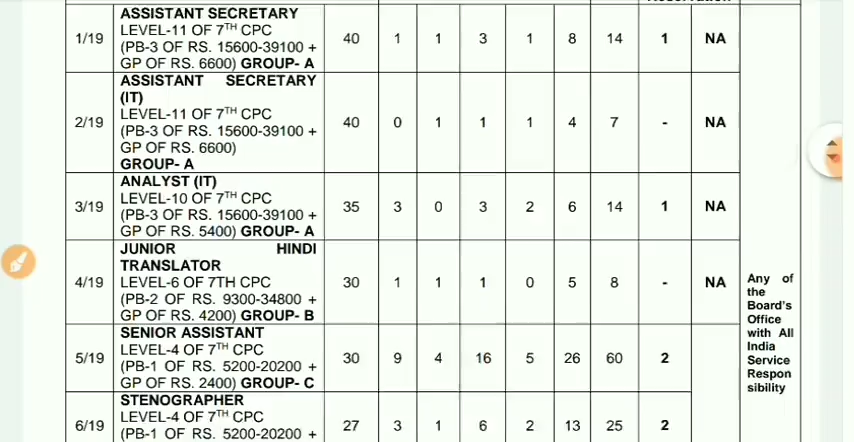 Reservation
1/19 ASSISTANT SECRETARY
LEVEL-11 OF 7TH CPC
(PB-3 OF RS. 15600-39100 +
GP OF RS. 6600) GROUP- A 40 1 1 3 1 8 14 1 NA
2/19 ASSISTANT SECRETARY
(IT)
LEVEL-11 OF 7TH CPC
(PB-3 OF RS. 15600-39100 +
GP OF RS. 6600)
GROUP- A 40 0 1 1 1 4 7 - NA
3/19 ANALYST (IT)
LEVEL-10 OF 7TH CPC
(PB-3 OF RS. 15600-39100 +
GP OF RS. 5400) GROUP- A 35 3 0 3 2 6 14 1 NA
4/19 JUNIOR HINDI
TRANSLATOR
LEVEL-6 OF 7TH CPC
(PB-2 OF RS. 9300-34800 +
GP OF RS. 4200) GROUP- B 30 1 1 1 0 5 8 - NA
5/19 SENIOR ASSISTANT
LEVEL-4 OF 7TH CPC
(PB-1 OF RS. 5200-20200 +
GP OF RS. 2400) GROUP- C 30 9 4 16 5 26 60 2
6/19 STENOGRAPHER
LEVEL-4 OF 7TH CPC
(PB-1 OF RS. 5200-20200 + 27 3 1 6 2 13 25 2
Any of
the
Board's
Office
with All
India
Service
Respon
sibility